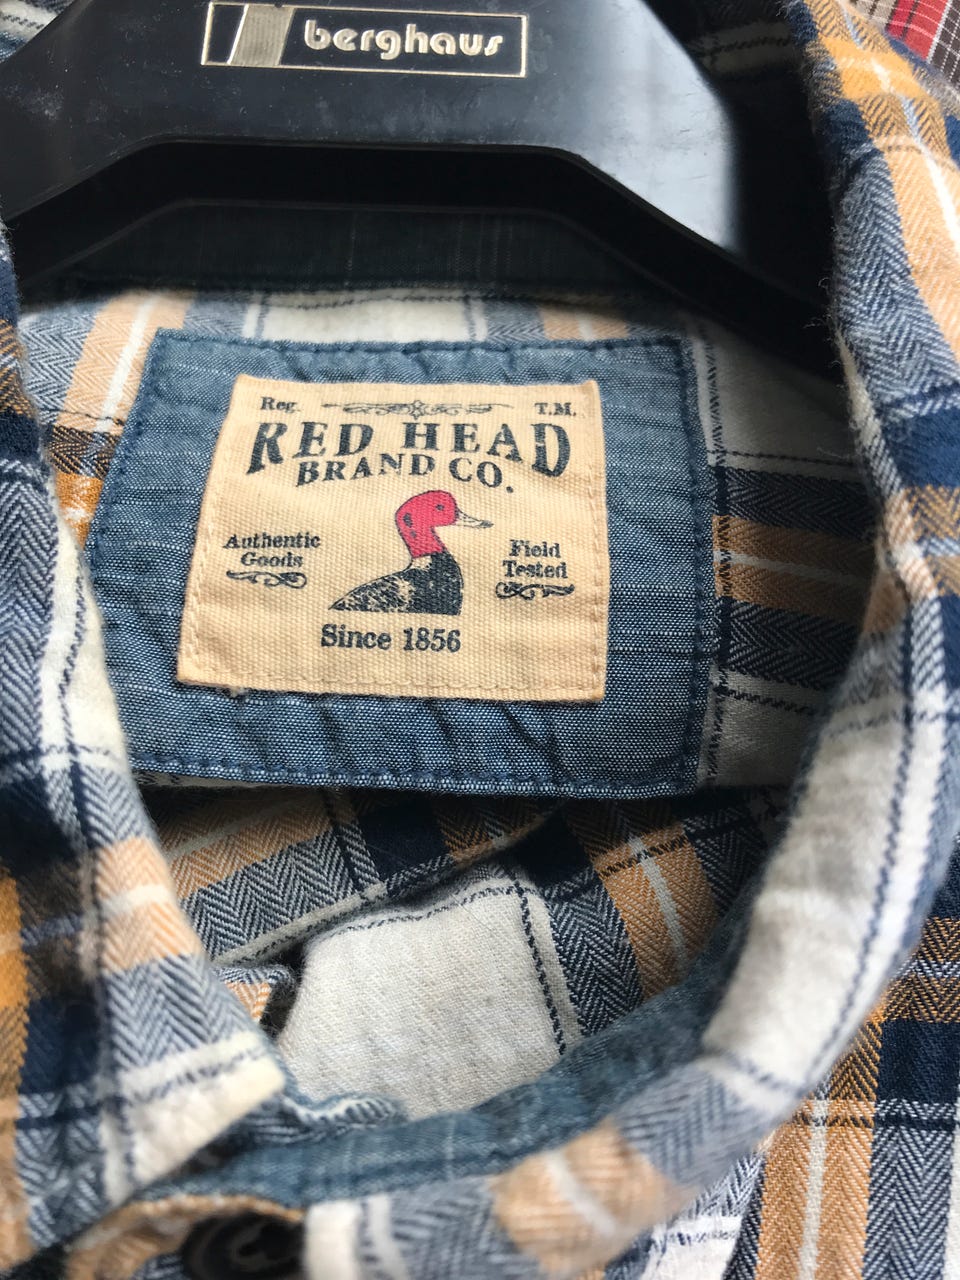 berghaus
Reg. T.M.
RED HEAD
BRAND CO.
Authentic
Goods
Field
Tested
Since 1856